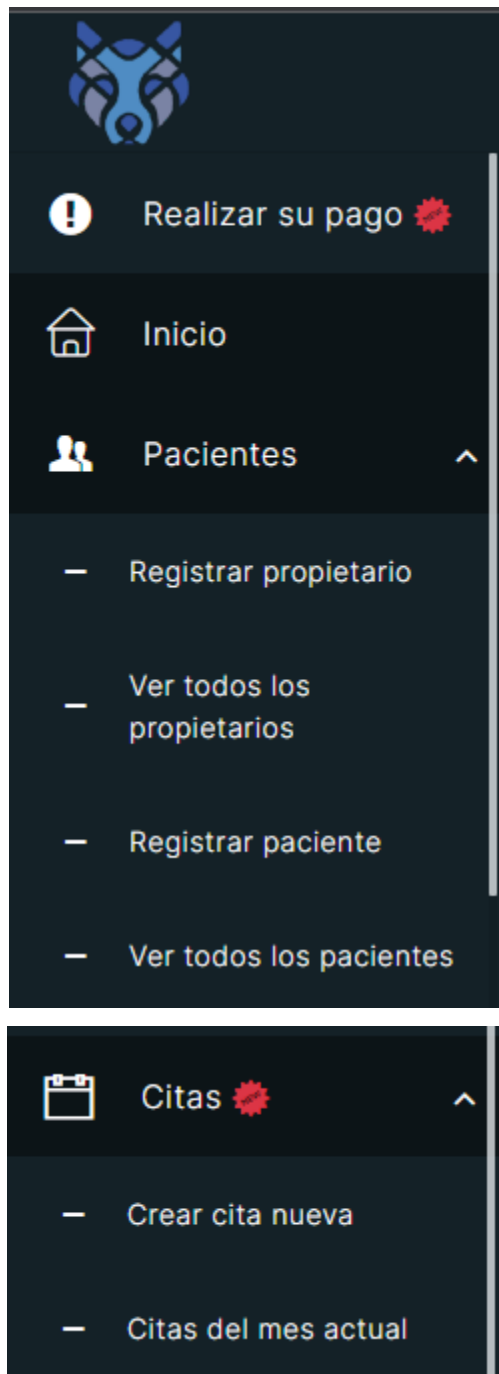 Realizar su pago
Inicio
Pacientes
Registrar propietario
Ver todos los
propietarios
Registrar paciente
Ver todos los pacientes
Citas
Crear cita nueva
Citas del mes actual